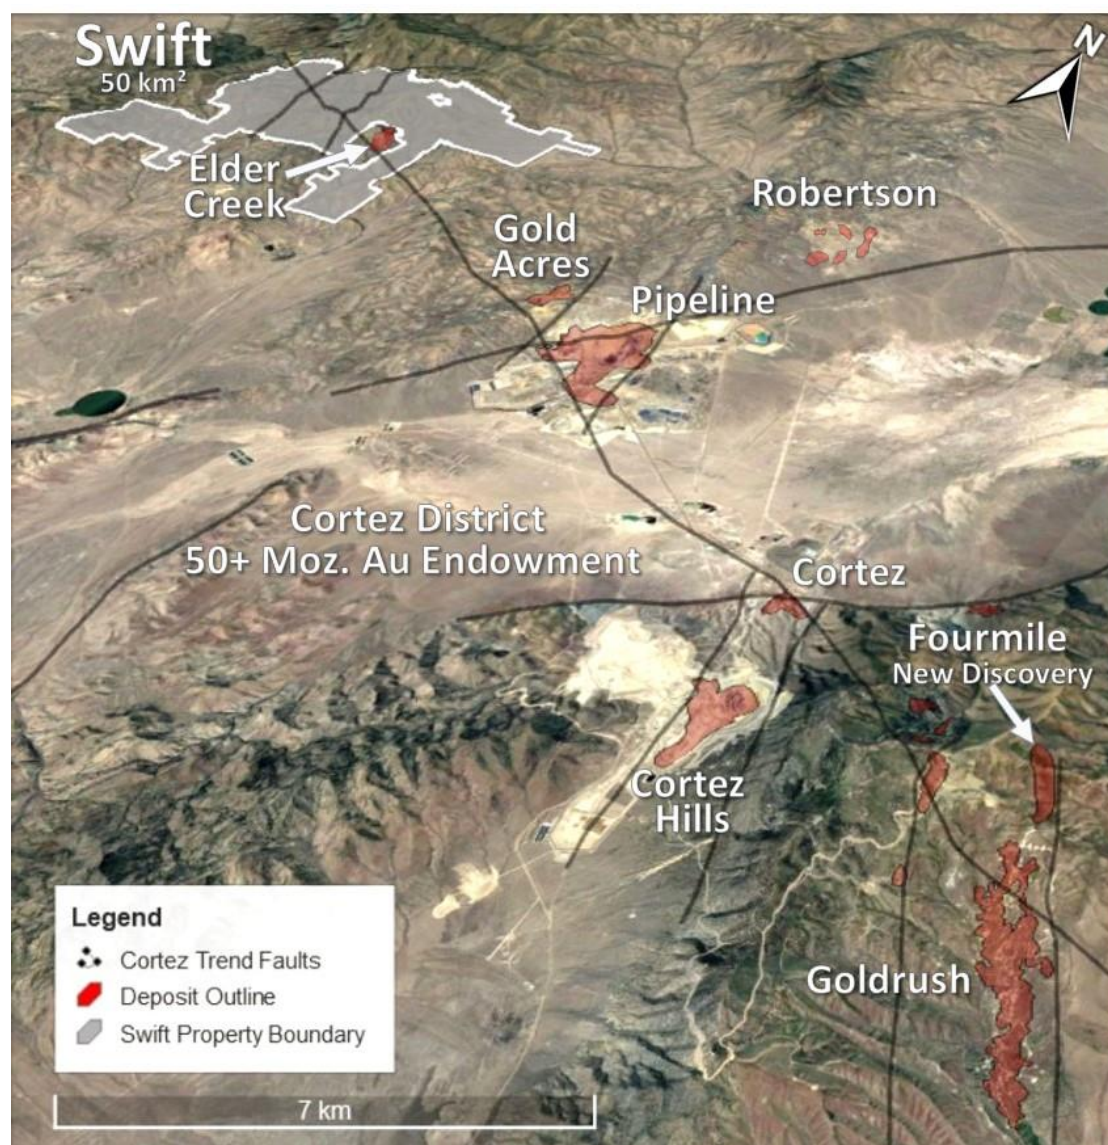 Swift
50 km²
N
Elder
Creek
Robertson
Gold
Acres
Pipeline
Cortez District
50+ Moz. Au Endowment
Cortez
Fourmile
New Discovery
Cortez
Hills
Goldrush
Legend
Cortez Trend Faults
Deposit Outline
Swift Property Boundary
7 km